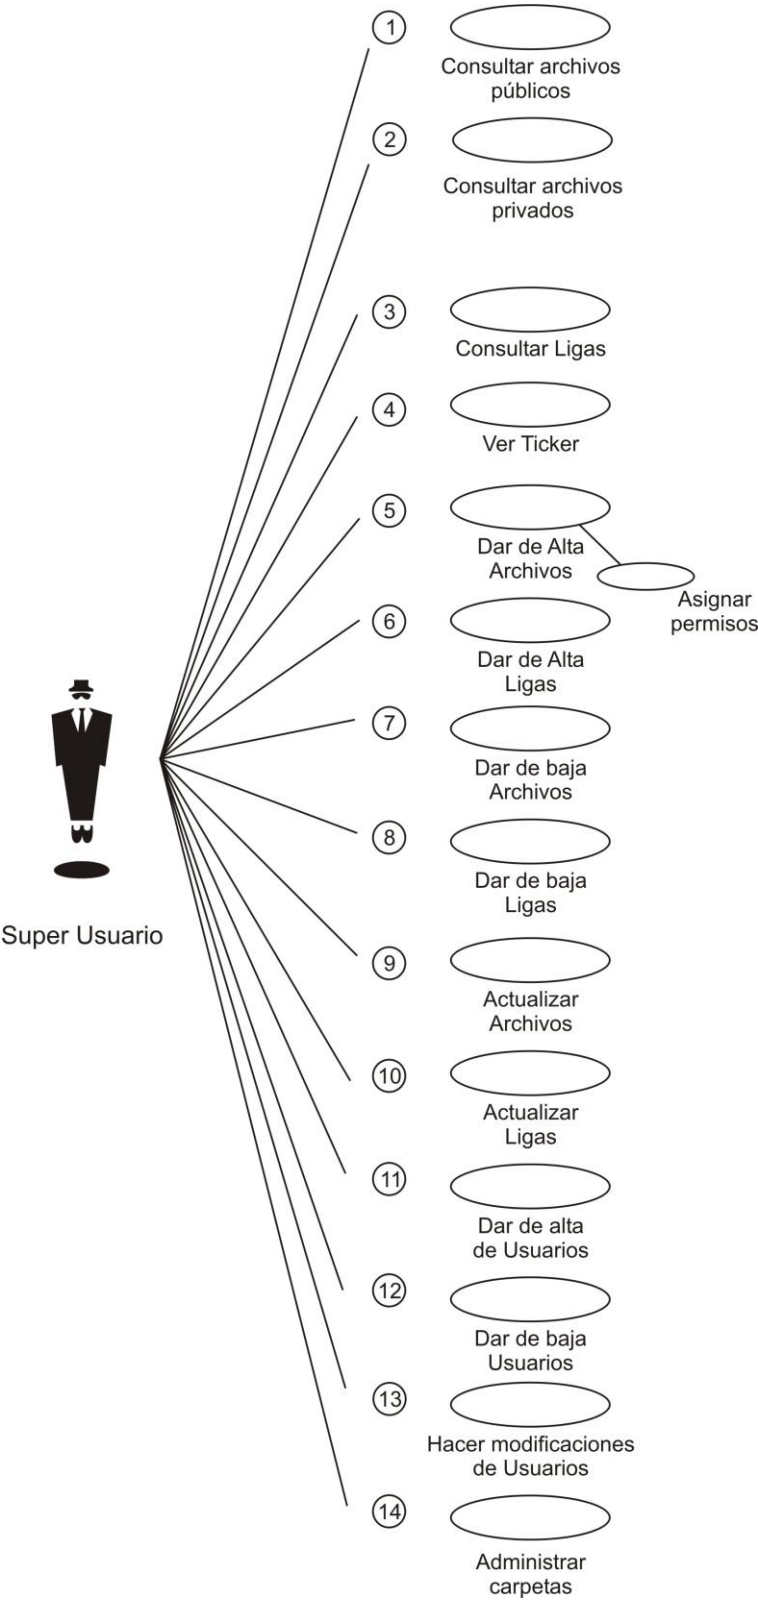 1
Consultar archivos
públicos
2
Consultar archivos
privados
3
Consultar Ligas
4
Ver Ticker
5
Dar de Alta
Archivos
Asignar
permisos
6
Dar de Alta
Ligas
7
Dar de baja
Archivos
8
Dar de baja
Ligas
Super Usuario
9
Actualizar
Archivos
10
Actualizar
Ligas
11
Dar de alta
de Usuarios
12
Dar de baja
Usuarios
13
Hacer modificaciones
de Usuarios
14
Administrar
carpetas